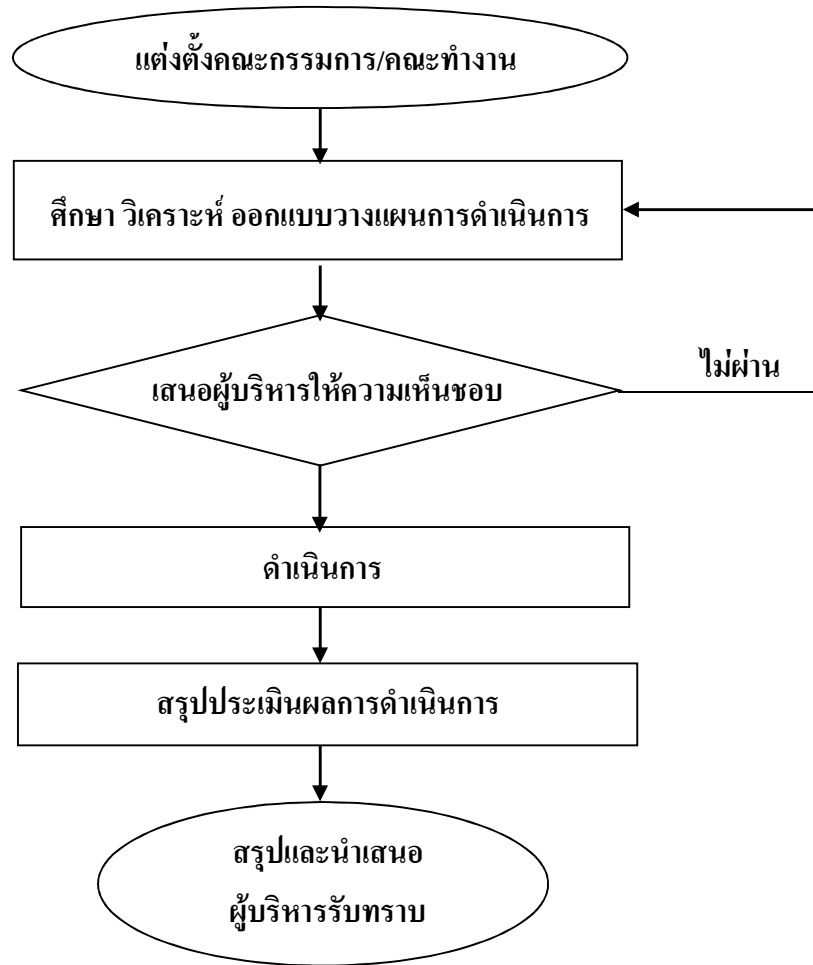 แต่งตั้งคณะกรรมการ/คณะทำงาน
ศึกษา วิเคราะห์ ออกแบบวางแผนการดำเนินการ
เสนอผู้บริหารให้ความเห็นชอบ
ไม่ผ่าน
ดำเนินการ
สรุปประเมินผลการดำเนินการ
สรุปและนำเสนอ
ผู้บริหารรับทราบ